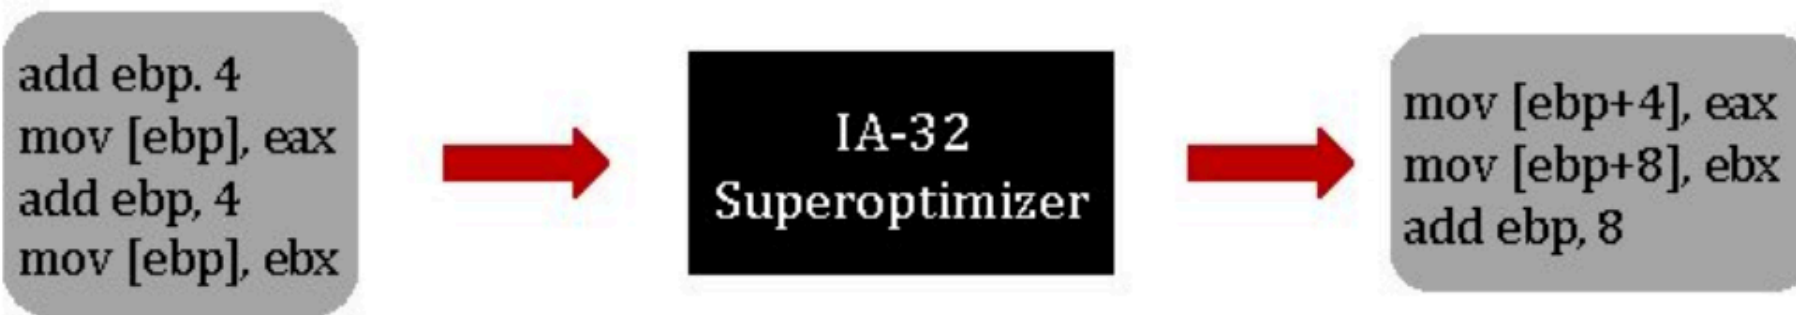 add ebp. 4
mov [ebp], eax
add ebp, 4
mov [ebp], ebx
IA-32
Superoptimizer
mov [ebp+4], eax
mov [ebp+8], ebx
add ebp, 8